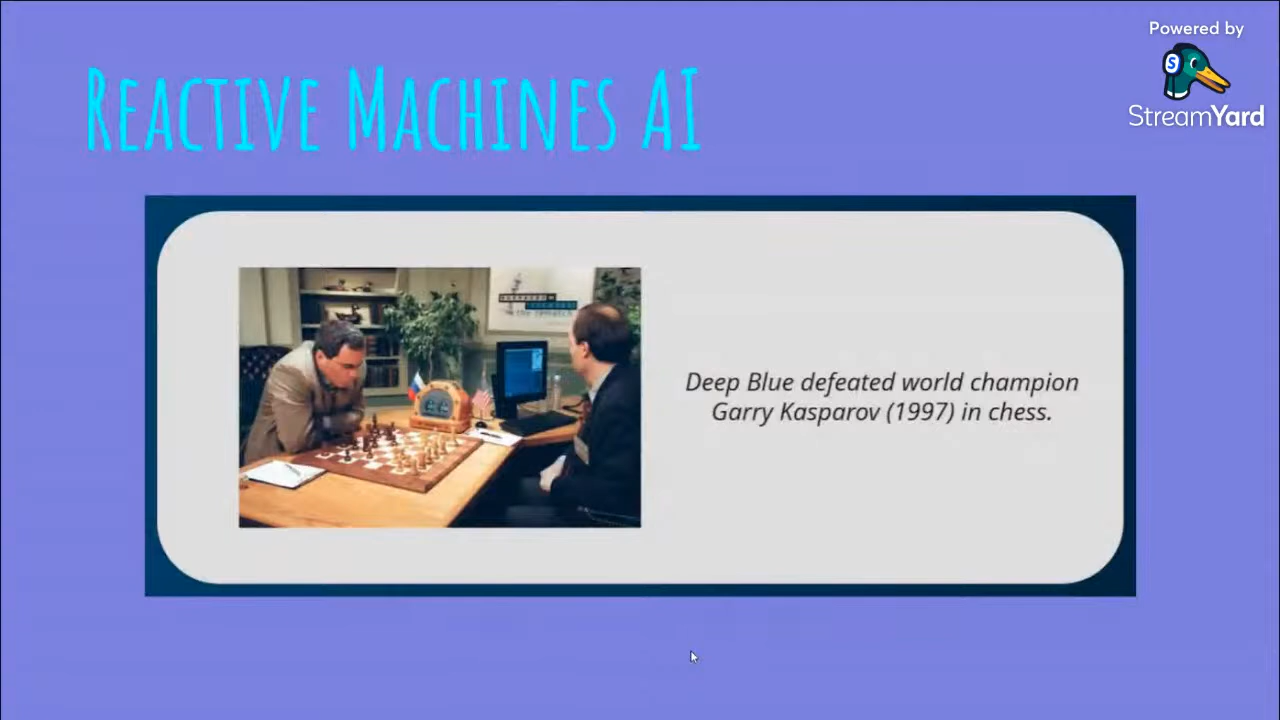 Powered by
StreamYard
REACTIVE MACHINES AI
Deep Blue defeated world champion
Garry Kasparov (1997) in chess.